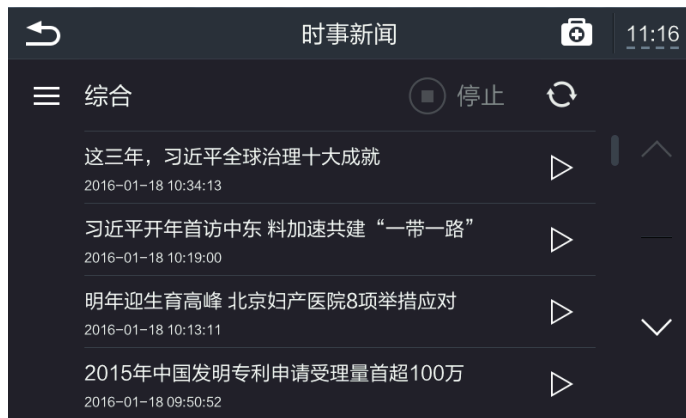 时事新闻
11:16
综合
停止
这三年，习近平全球治理十大成就
2016-01-18 10:34:13
习近平开年首访中东 料加速共建“一带一路”
2016-01-18 10:19:00
明年迎生育高峰 北京妇产医院8项举措应对
2016-01-18 10:13:11
2015年中国发明专利申请受理量首超100万
2016-01-18 09:50:52